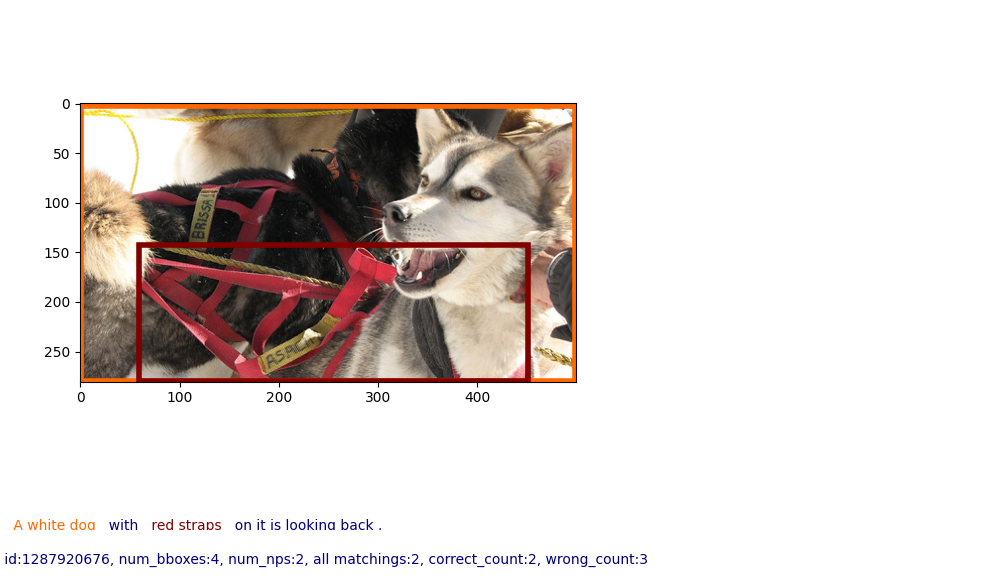 0
50
100
150
200
250
BRISSA
0 100 200 300 400
A white dog with red straps on it is looking back .
id:1287920676, num_bboxes:4, num_nps:2, all matchings:2, correct_count:2, wrong_count:3